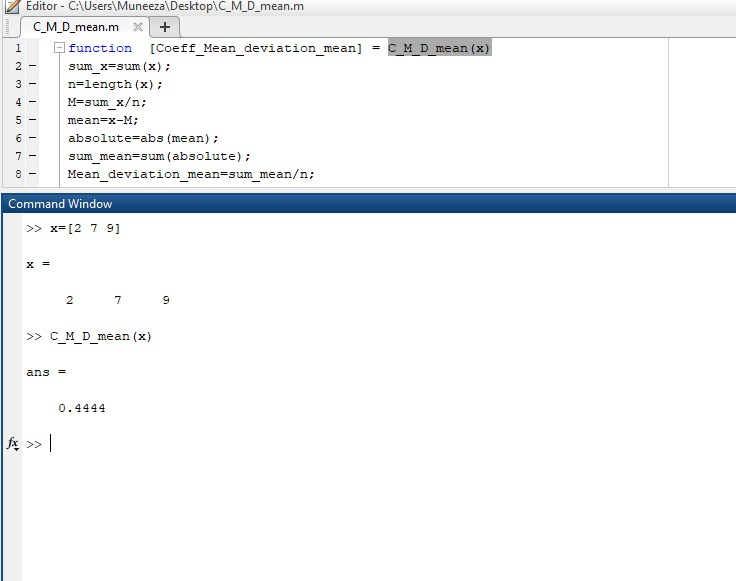 Editor - C:\Users\Muneeza\Desktop\C_M_D_mean.m
C_M_D_mean.m × +
1 function [Coeff_Mean_deviation_mean] = C_M_D_mean(x)
2 - sum_x=sum(x);
3 - n=length(x);
4 - M=sum_x/n;
5 - mean=x-M;
6 - absolute=abs(mean);
7 - sum_mean=sum(absolute);
8 - Mean_deviation_mean=sum_mean/n;
Command Window
>> x=[2 7 9]
x =
2 7 9
>> C_M_D_mean(x)
ans =
0.4444
fx >>